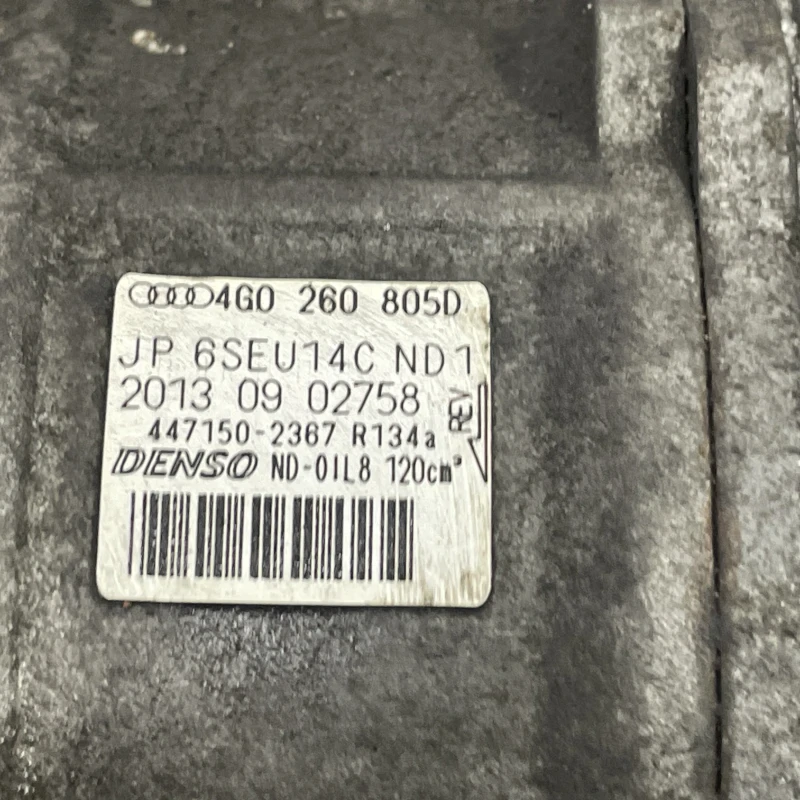 4G0 260 805D
JP 6SEU14C ND1
2013 09 02758
REV
447150-2367 R134a
DENSO ND-OIL8 120cm³